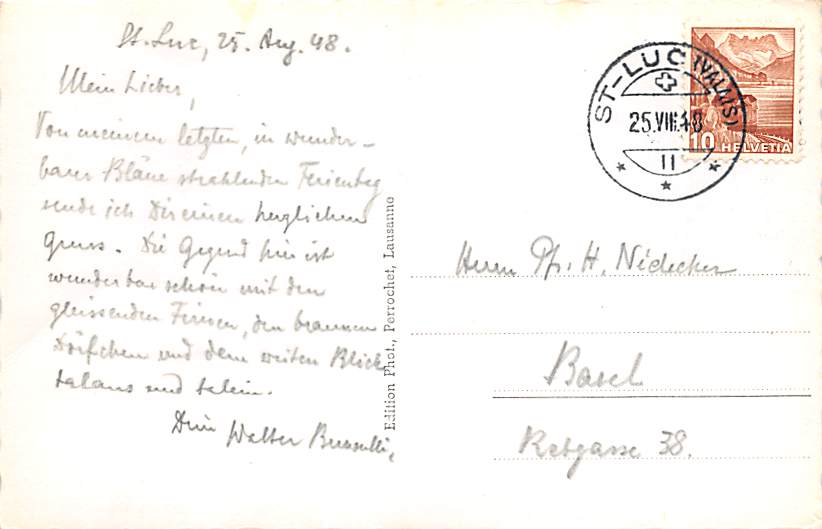 St. Luc, 25. Aug. 48.
Mein Lieber,
Von meinem letzten, in wunder-
barer Bläue strahlenden Ferientag
sende ich Dir einen herzlichen
Gruss. Die Gegend hier ist
wunderbar schön mit den
gleissenden Firnen, den braunen
Dörfchen und dem weiten Blick
talaus und talein.
Dein Walter
Edition Phot., Perrochet, Lausanne
ST-LUC (VALAIS)
25.VIII.48
11
10 HELVETIA
Herrn Pfr. H. Nidecker
Basel
Rebgasse 38.